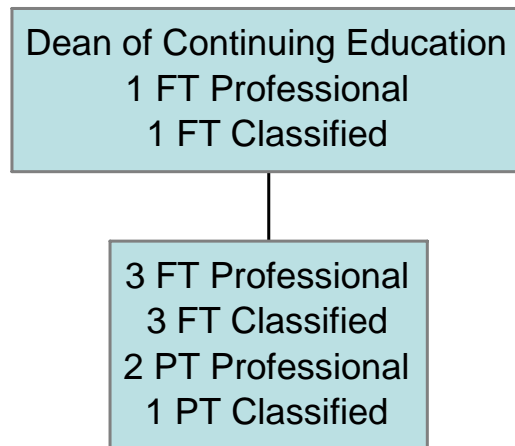 Dean of Continuing Education
1 FT Professional
1 FT Classified
3 FT Professional
3 FT Classified
2 PT Professional
1 PT Classified